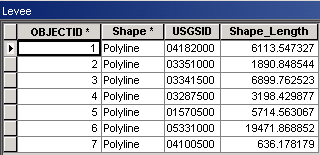 Levee
OBJECTID * Shape * USGSID Shape_Length
1 Polyline 04182000 6113.547327
2 Polyline 03351000 1890.848544
3 Polyline 03341500 6899.762523
4 Polyline 03287500 3198.429877
5 Polyline 01570500 5714.563067
6 Polyline 05331000 19471.868852
7 Polyline 04100500 636.178179